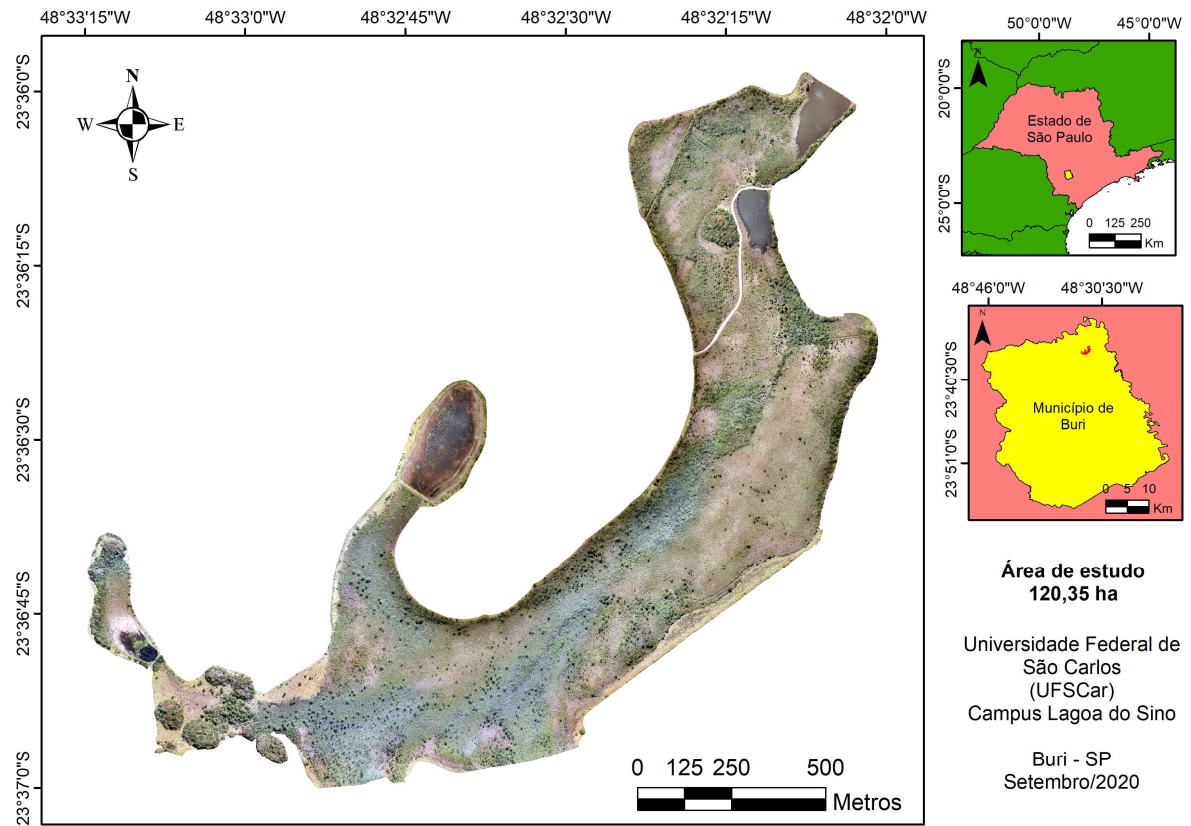 48°33'15"W 48°33'0"W 48°32'45"W 48°32'30"W 48°32'15"W 48°32'0"W
23°36'0"S
23°36'15"S
23°36'30"S
23°36'45"S
23°37'0"S
N
W E
S
0 125 250 500
Metros
50°0'0"W 45°0'0"W
20°0'0"S
25°0'0"S
N
Estado de
São Paulo
0 125 250
Km
48°46'0"W 48°30'30"W
23°40'30"S
23°51'0"S
N
Município de
Buri
0 5 10
Km
Área de estudo
120,35 ha
Universidade Federal de
São Carlos
(UFSCar)
Campus Lagoa do Sino
Buri - SP
Setembro/2020